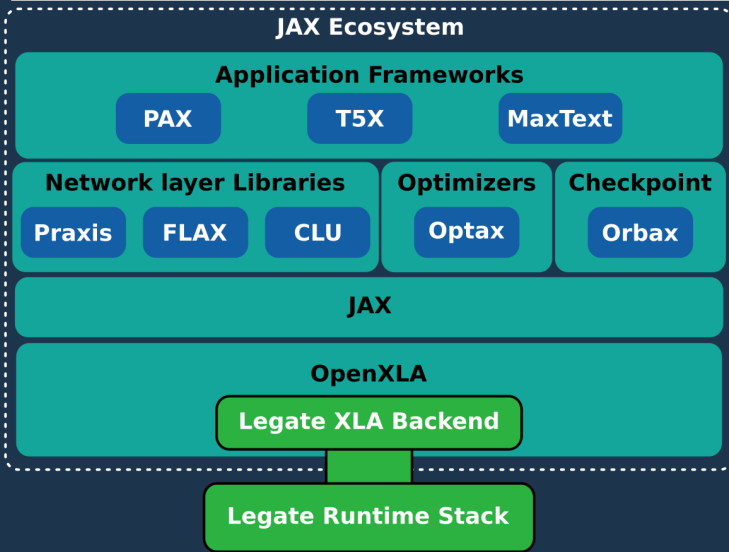 JAX Ecosystem
Application Frameworks
PAX
T5X
MaxText
Network layer Libraries
Praxis
FLAX
CLU
Optimizers
Optax
Checkpoint
Orbax
JAX
OpenXLA
Legate XLA Backend
Legate Runtime Stack